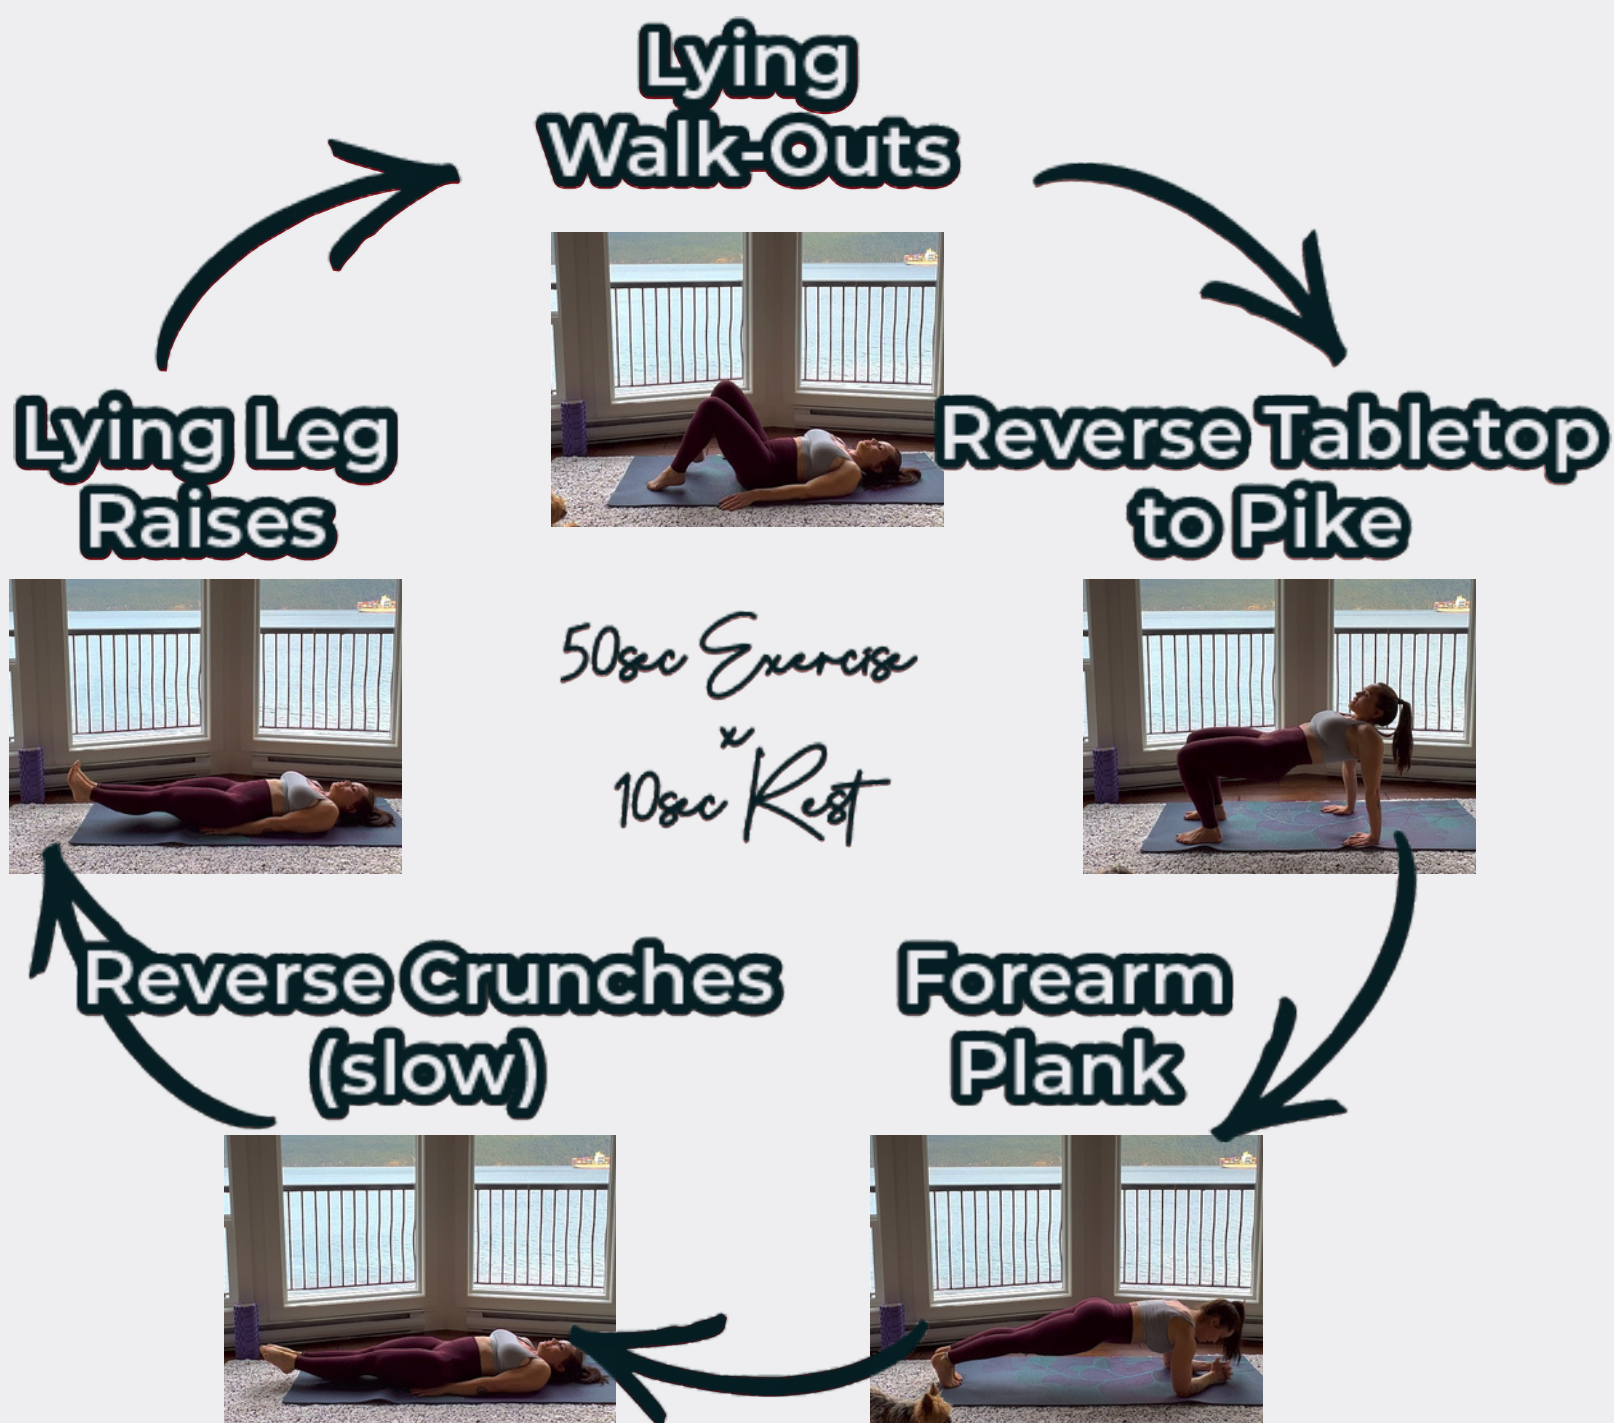 Lying
Walk-Outs
Lying Leg
Raises
Reverse Tabletop
to Pike
50sec Exercise
x
10sec Rest
Reverse Crunches
(slow)
Forearm
Plank